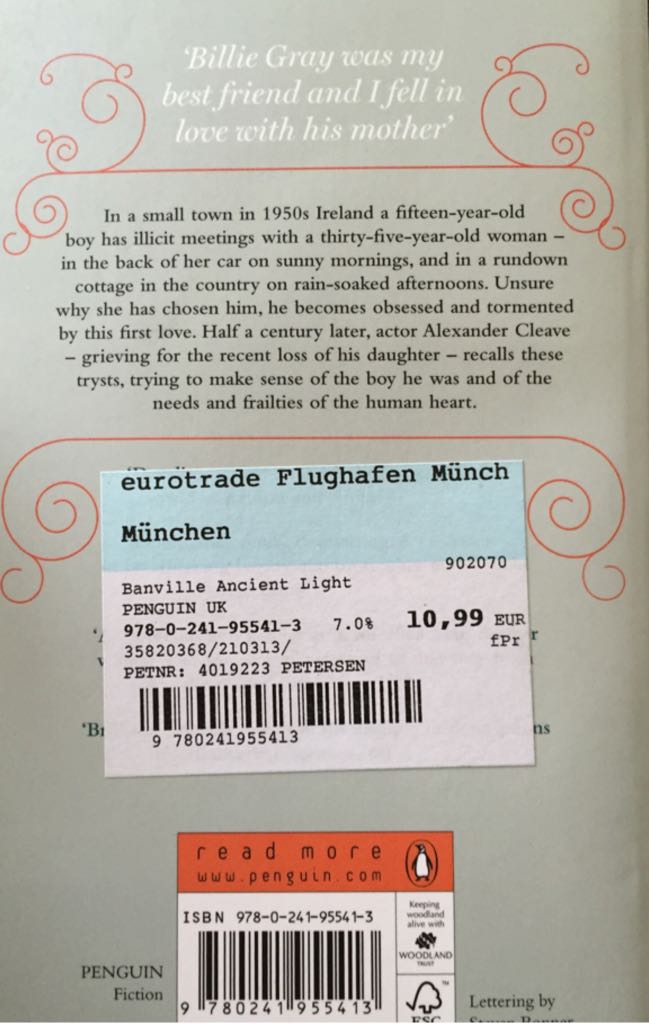 ‘Billie Gray was my
best friend and I fell in
love with his mother’
In a small town in 1950s Ireland a fifteen-year-old
boy has illicit meetings with a thirty-five-year-old woman –
in the back of her car on sunny mornings, and in a rundown
cottage in the country on rain-soaked afternoons. Unsure
why she has chosen him, he becomes obsessed and tormented
by this first love. Half a century later, actor Alexander Cleave
– grieving for the recent loss of his daughter – recalls these
trysts, trying to make sense of the boy he was and of the
needs and frailties of the human heart.
eurotrade Flughafen Münch
München
902070
Banville Ancient Light
PENGUIN UK
978-0-241-95541-3 7.0% 10,99 EUR
35820368/210313/ fPr
PETNR: 4019223 PETERSEN
9 780241955413
read more
www.penguin.com
ISBN 978-0-241-95541-3
9 780241 955413
Keeping
woodland
alive with
WOODLAND
TRUST
FSC
PENGUIN
Fiction
Lettering by